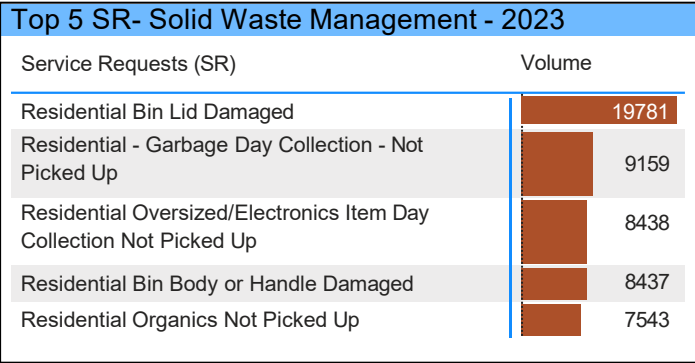 Top 5 SR- Solid Waste Management - 2023
Service Requests (SR) Volume
Residential Bin Lid Damaged 19781
Residential - Garbage Day Collection - Not
Picked Up 9159
Residential Oversized/Electronics Item Day
Collection Not Picked Up 8438
Residential Bin Body or Handle Damaged 8437
Residential Organics Not Picked Up 7543